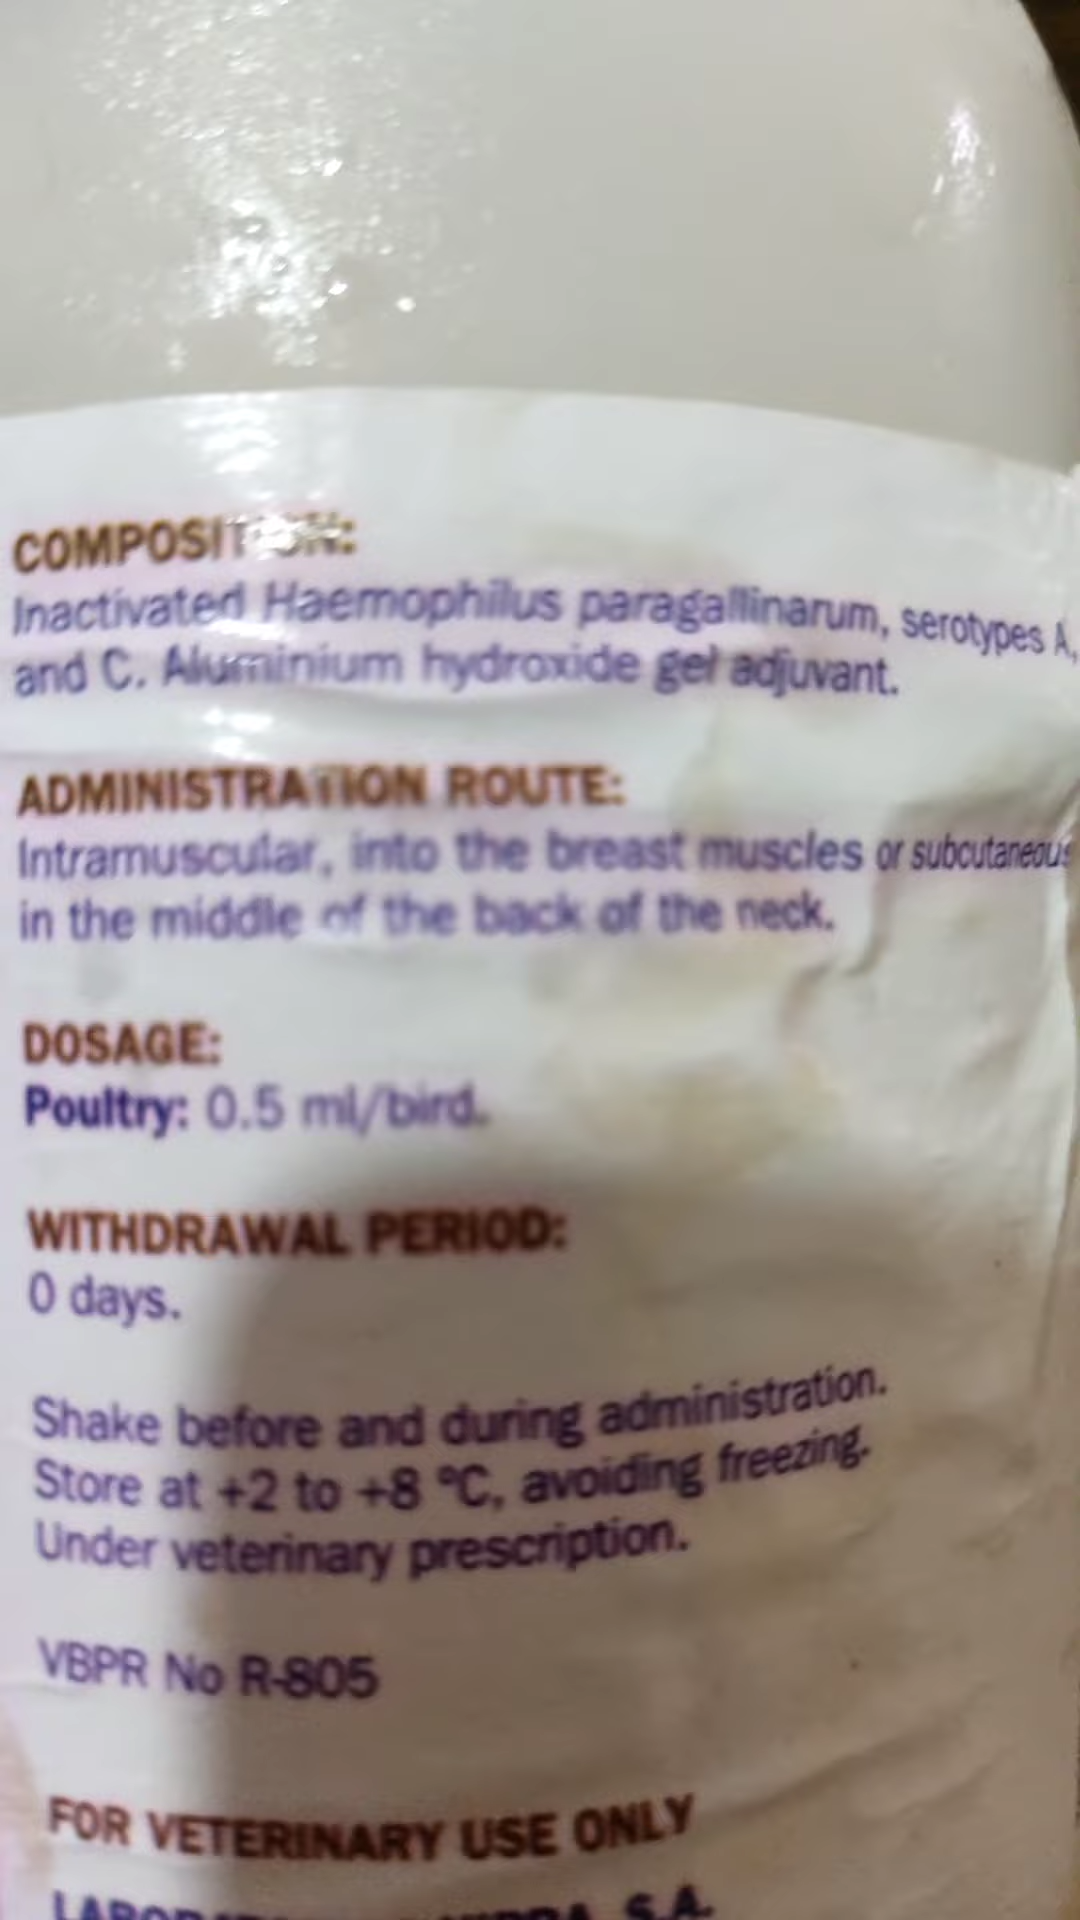 COMPOSITION:
Inactivated Haemophilus paragallinarum, serotypes A,
and C. Aluminium hydroxide gel adjuvant.
ADMINISTRATION ROUTE:
Intramuscular, into the breast muscles or subcutaneous
in the middle of the back of the neck.
DOSAGE:
Poultry: 0.5 ml/bird.
WITHDRAWAL PERIOD:
0 days.
Shake before and during administration.
Store at +2 to +8 ºC, avoiding freezing.
Under veterinary prescription.
VBPR No R-805
FOR VETERINARY USE ONLY
S.A.